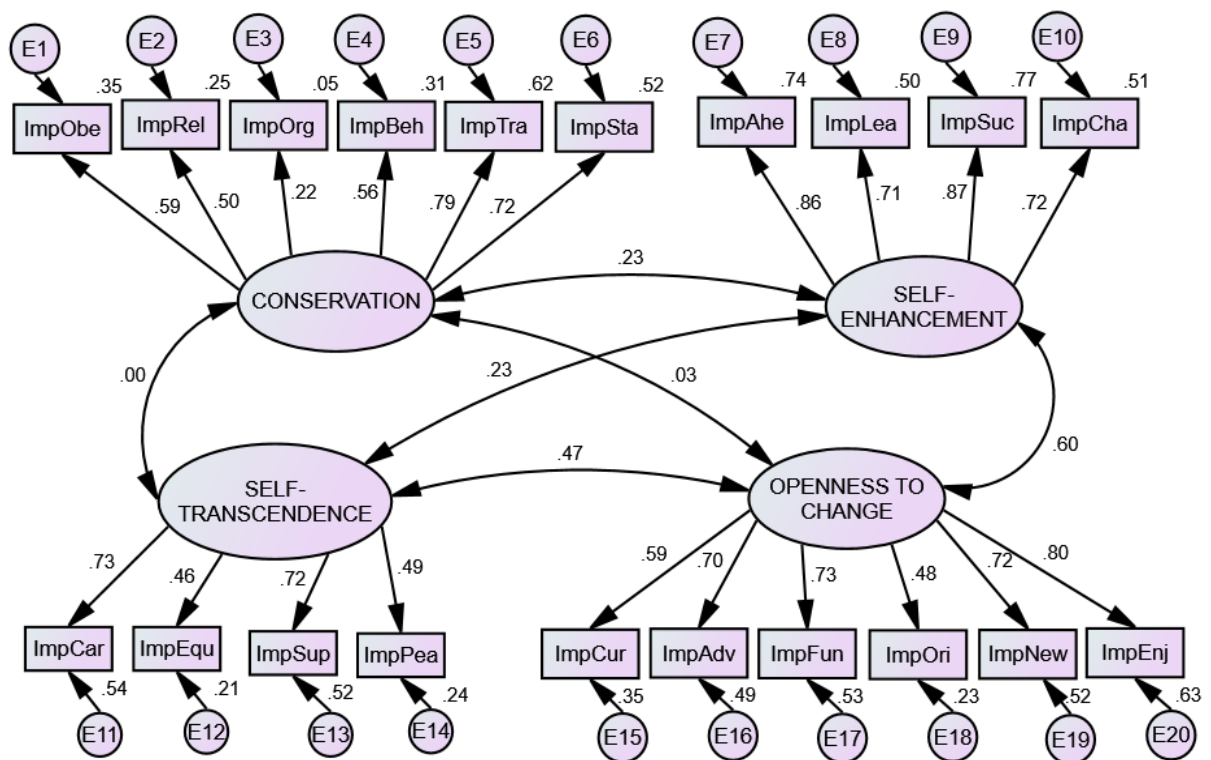 E1 E2 E3 E4 E5 E6 E7 E8 E9 E10
.35 .25 .05 .31 .62 .52 .74 .50 .77 .51
ImpObe ImpRel ImpOrg ImpBeh ImpTra ImpSta ImpAhe ImpLea ImpSuc ImpCha
.59 .50 .22 .56 .79 .72 .86 .71 .87 .72
.23
CONSERVATION
SELF-
ENHANCEMENT
.00 .23 .03
.60
.47
SELF-
TRANSCENDENCE
OPENNESS TO
CHANGE
.73 .46 .72 .49 .59 .70 .73 .48 .72 .80
ImpCar ImpEqu ImpSup ImpPea ImpCur ImpAdv ImpFun ImpOri ImpNew ImpEnj
.54 .21 .52 .24 .35 .49 .53 .23 .52 .63
E11 E12 E13 E14 E15 E16 E17 E18 E19 E20